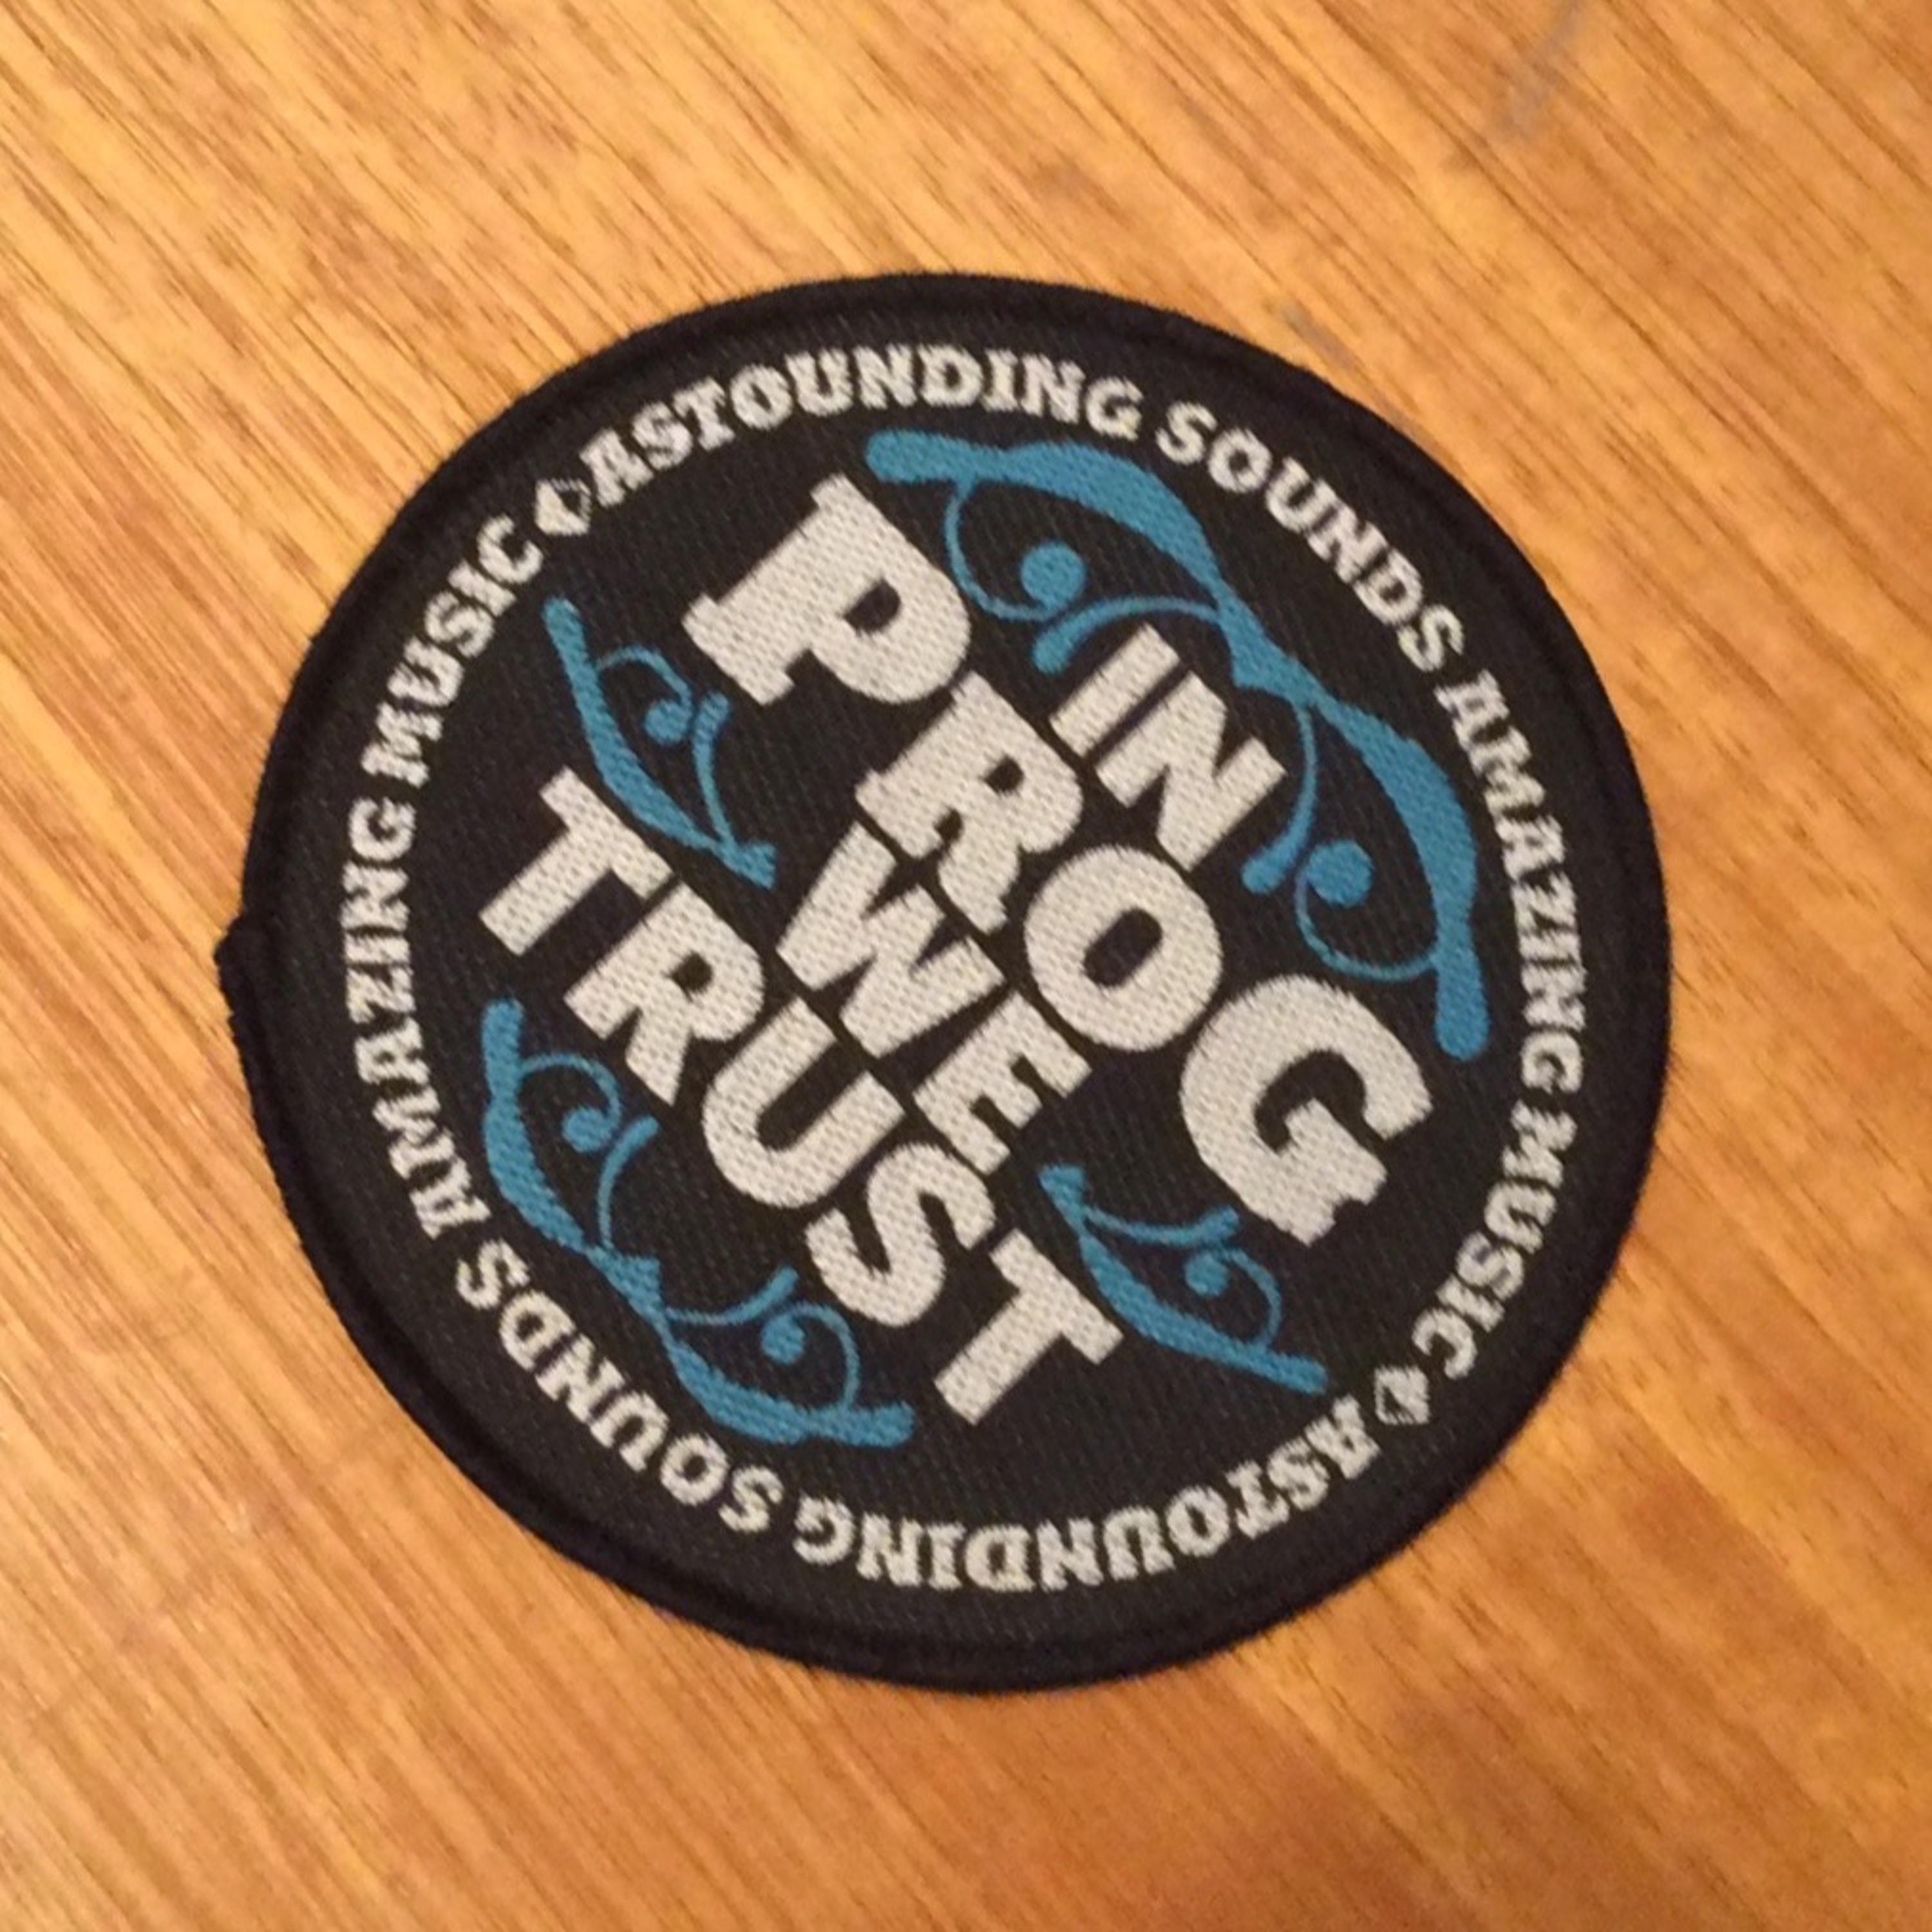 IN
PROG
WE
TRUST
ASTOUNDING SOUNDS AMAZING MUSIC
ASTOUNDING SOUNDS AMAZING MUSIC